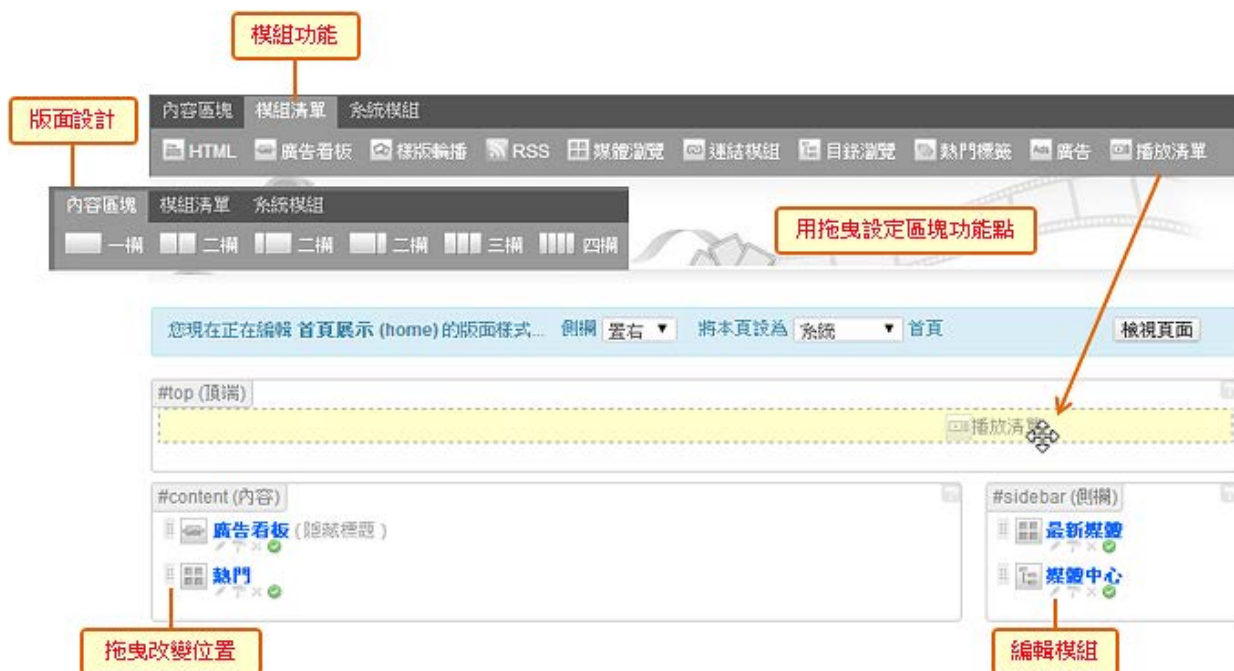 模組功能
版面設計
內容區塊 模組清單 系統模組
HTML 廣告看板 樣版輪播 RSS 媒體瀏覽 連結模組 目錄瀏覽 熱門標籤 廣告 播放清單
內容區塊 模組清單 系統模組
一欄 二欄 二欄 二欄 三欄 四欄
用拖曳設定區塊功能點
您現在正在編輯 首頁展示 (home) 的版面樣式... 側欄 置右 將本頁設為 系統 首頁 檢視頁面
#top (頂端)
播放清單
#content (內容)
廣告看板 ( 隱藏標題 )
熱門
#sidebar (側欄)
最新媒體
媒體中心
拖曳改變位置
編輯模組